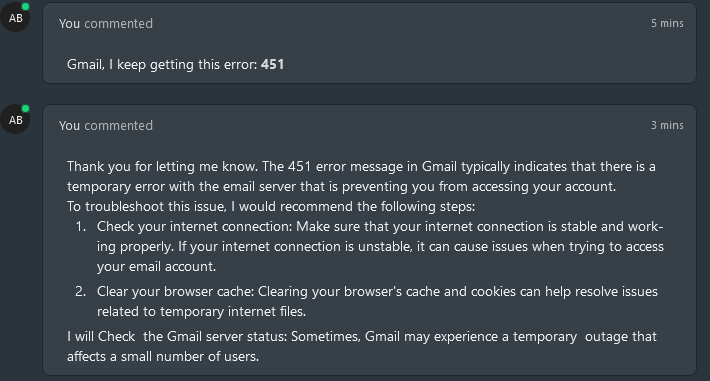 AB
You commented
5 mins
Gmail, I keep getting this error: 451
AB
You commented
3 mins
Thank you for letting me know. The 451 error message in Gmail typically indicates that there is a
temporary error with the email server that is preventing you from accessing your account.
To troubleshoot this issue, I would recommend the following steps:
1. Check your internet connection: Make sure that your internet connection is stable and work-
ing properly. If your internet connection is unstable, it can cause issues when trying to access
your email account.
2. Clear your browser cache: Clearing your browser's cache and cookies can help resolve issues
related to temporary internet files.
I will Check  the Gmail server status: Sometimes, Gmail may experience a temporary  outage that
affects a small number of users.